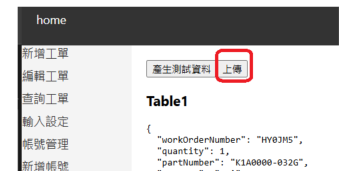 home
新增工單
編輯工單
查詢工單
輸入設定
帳號管理
新增帳號
產生測試資料 上傳
Table1
{
"workOrderNumber": "HY0JM5",
"quantity": 1,
"partNumber": "K1A0000-032G",